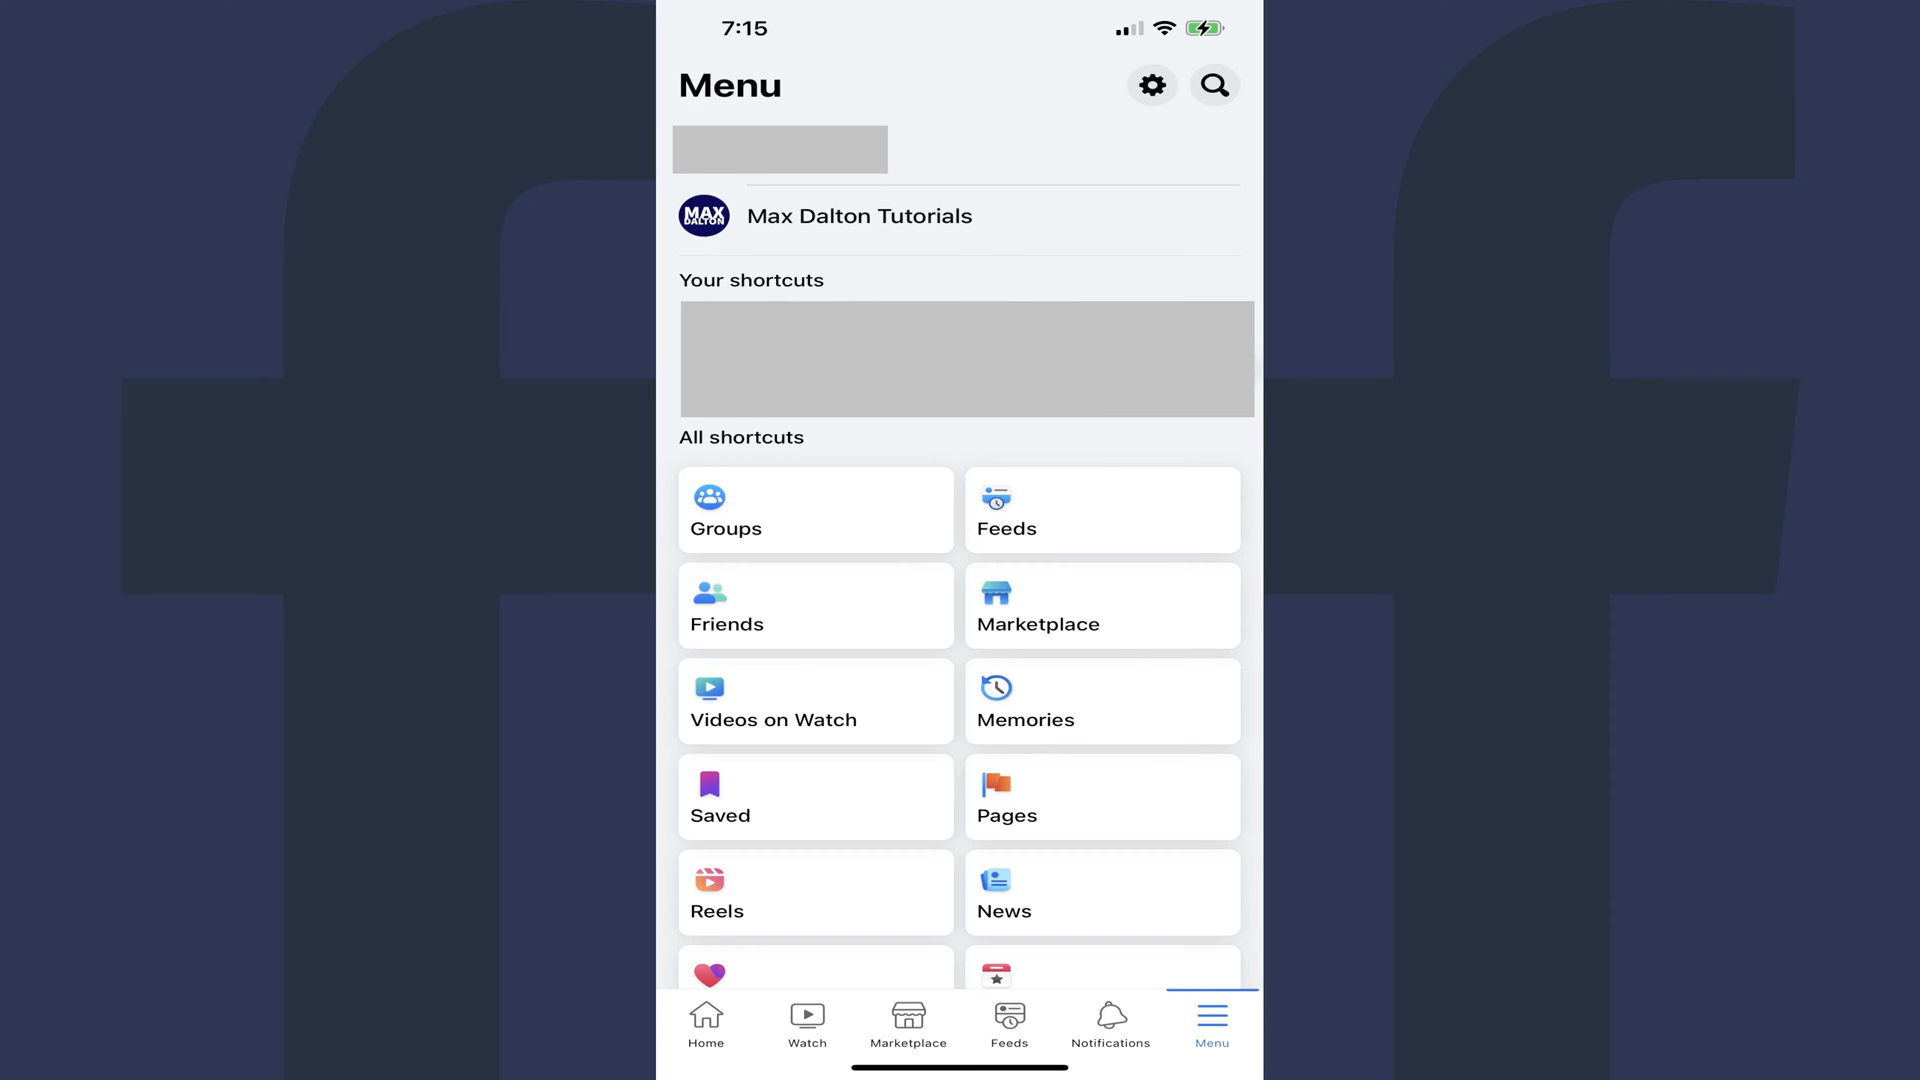 7:15
Menu
MAX
DALTON
Max Dalton Tutorials
Your shortcuts
All shortcuts
Groups
Feeds
Friends
Marketplace
Videos on Watch
Memories
Saved
Pages
Reels
News
Home
Watch
Marketplace
Feeds
Notifications
Menu